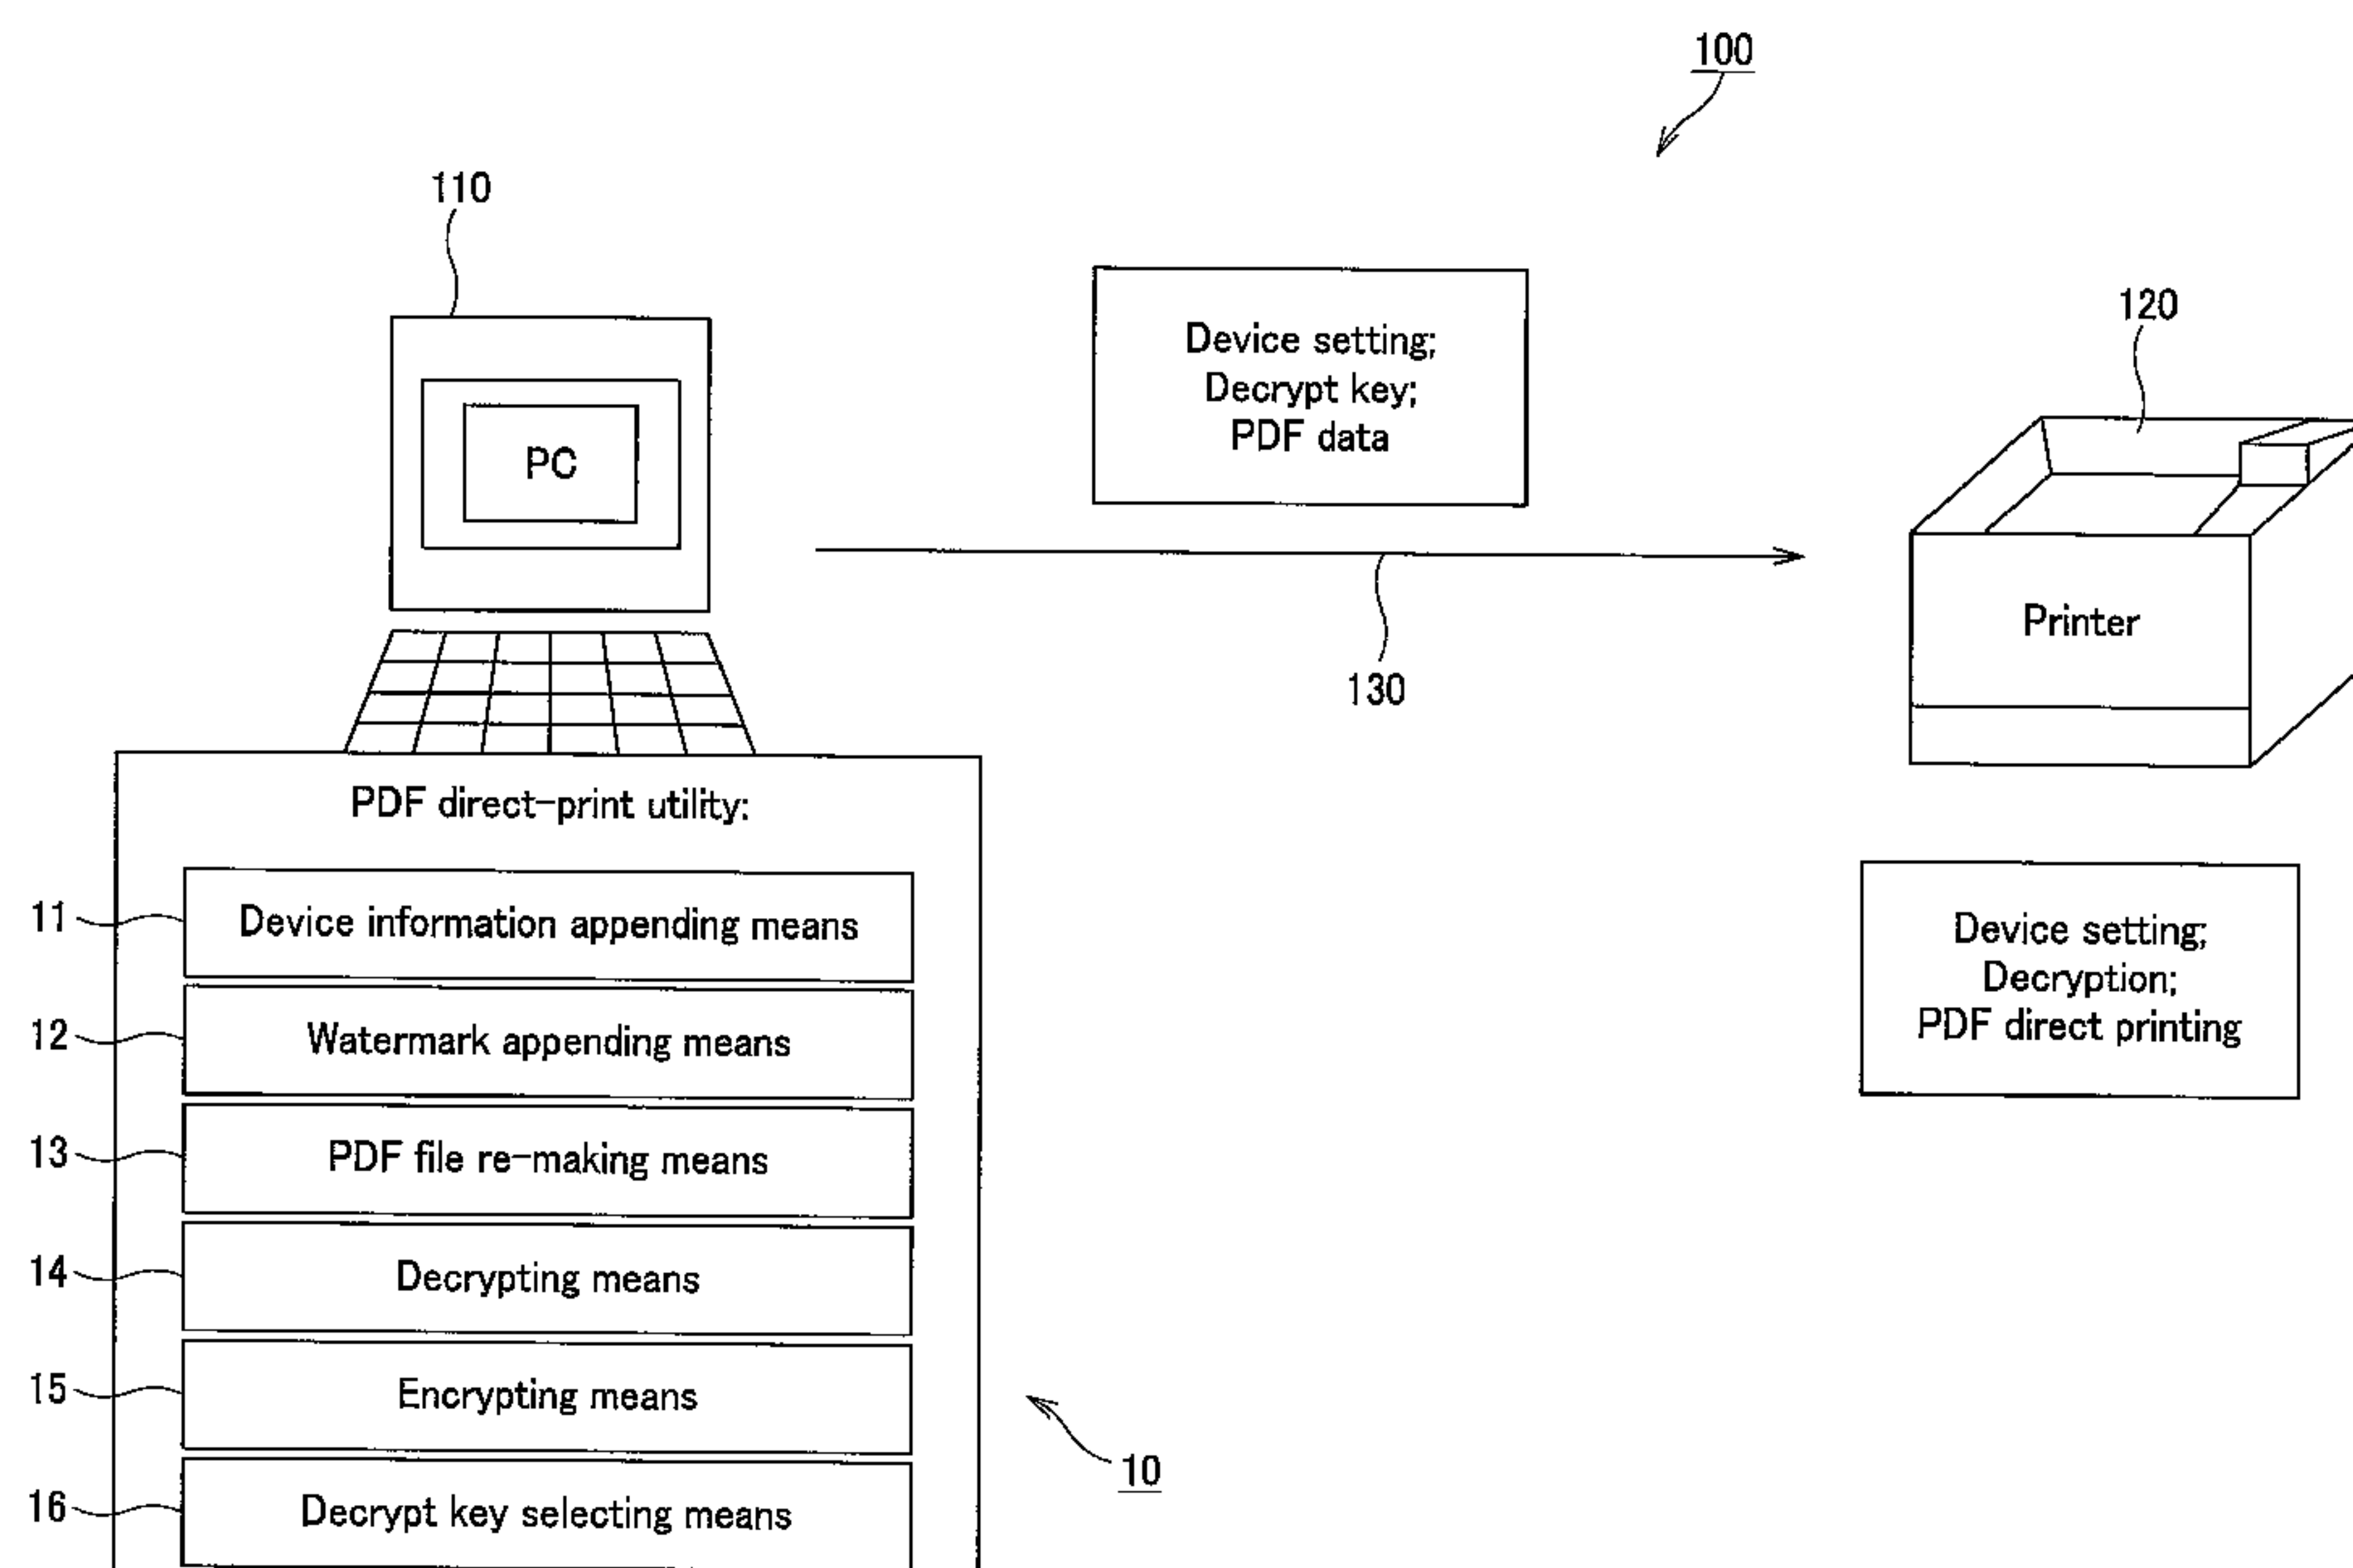 100
110
Device setting;
Decrypt key;
PDF data
120
PC
Printer
130
PDF direct-print utility:
11 Device information appending means
Device setting;
Decryption;
PDF direct printing
12 Watermark appending means
13 PDF file re-making means
14 Decrypting means
15 Encrypting means
10
16 Decrypt key selecting means